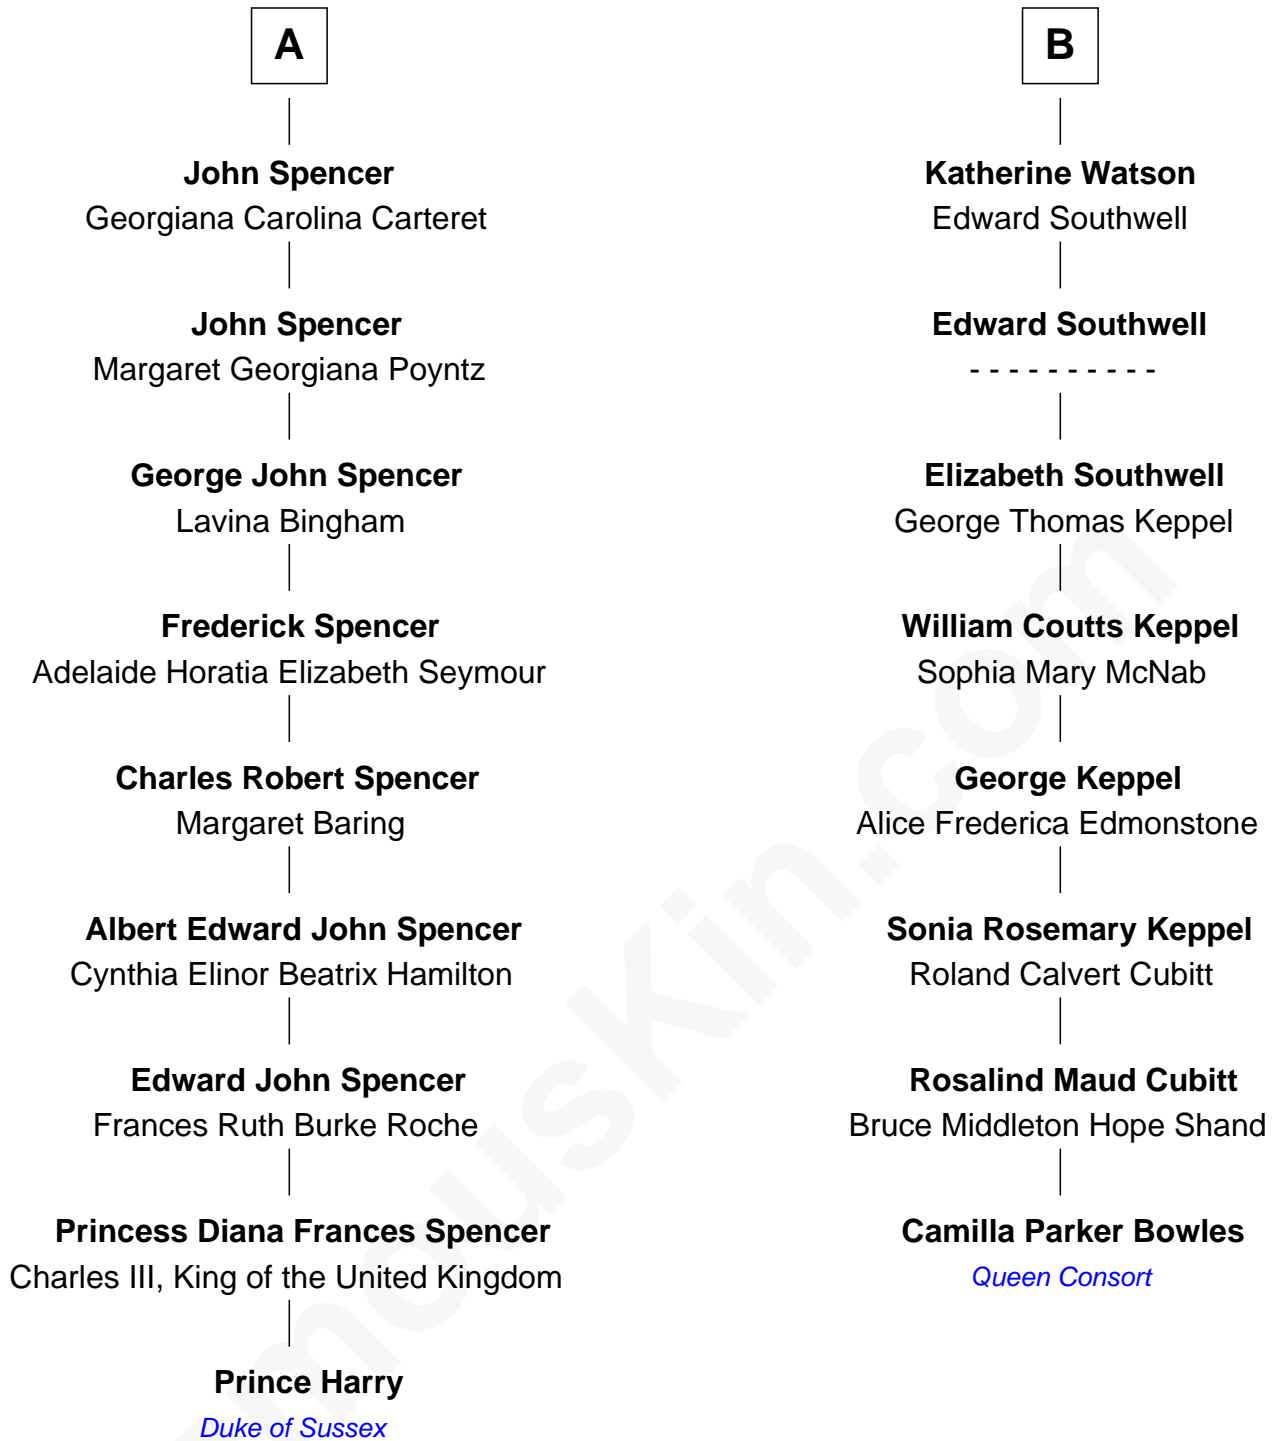 A
John Spencer
Georgiana Carolina Carteret
John Spencer
Margaret Georgiana Poyntz
George John Spencer
Lavina Bingham
Frederick Spencer
Adelaide Horatia Elizabeth Seymour
Charles Robert Spencer
Margaret Baring
Albert Edward John Spencer
Cynthia Elinor Beatrix Hamilton
Edward John Spencer
Frances Ruth Burke Roche
Princess Diana Frances Spencer
Charles III, King of the United Kingdom
Prince Harry
Duke of Sussex
B
Katherine Watson
Edward Southwell
Edward Southwell
- - - - - - - - - -
Elizabeth Southwell
George Thomas Keppel
William Coutts Keppel
Sophia Mary McNab
George Keppel
Alice Frederica Edmonstone
Sonia Rosemary Keppel
Roland Calvert Cubitt
Rosalind Maud Cubitt
Bruce Middleton Hope Shand
Camilla Parker Bowles
Queen Consort
mousKin.com